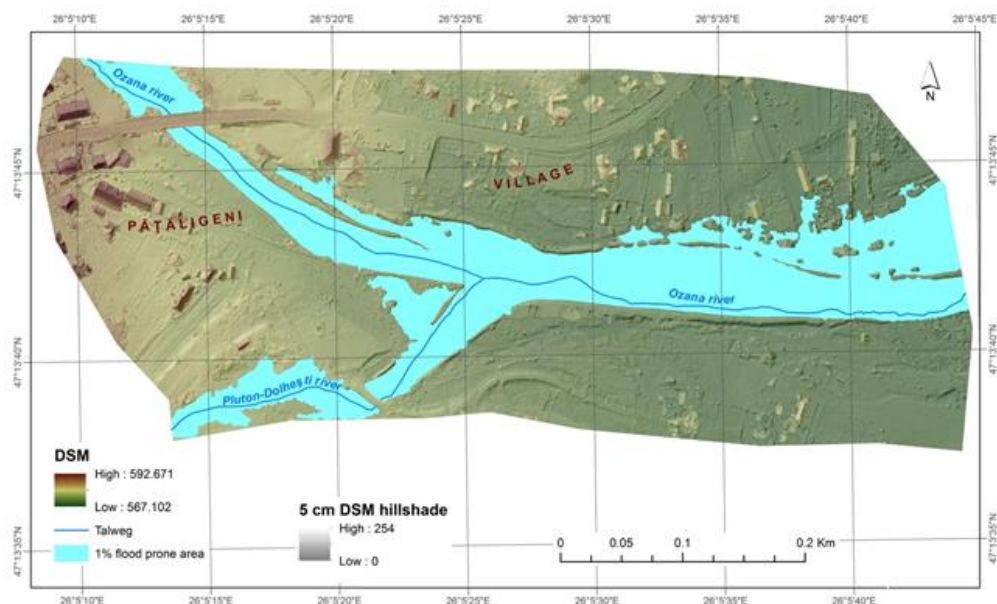 26°5'10"E 26°5'15"E 26°5'20"E 26°5'25"E 26°5'30"E 26°5'35"E 26°5'40"E 26°5'45"E
Ozana river
N
47°13'45"N
47°13'45"N
VILLAGE
PĂŢĂLIGENI
Ozana river
47°13'40"N
47°13'40"N
Pluton-Dolheşti river
DSM
High : 592.671
Low : 567.102
Talweg
1% flood prone area
5 cm DSM hillshade
High : 254
Low : 0
0 0.05 0.1 0.2 Km
47°13'35"N
47°13'35"N
26°5'10"E 26°5'15"E 26°5'20"E 26°5'25"E 26°5'30"E 26°5'35"E 26°5'40"E